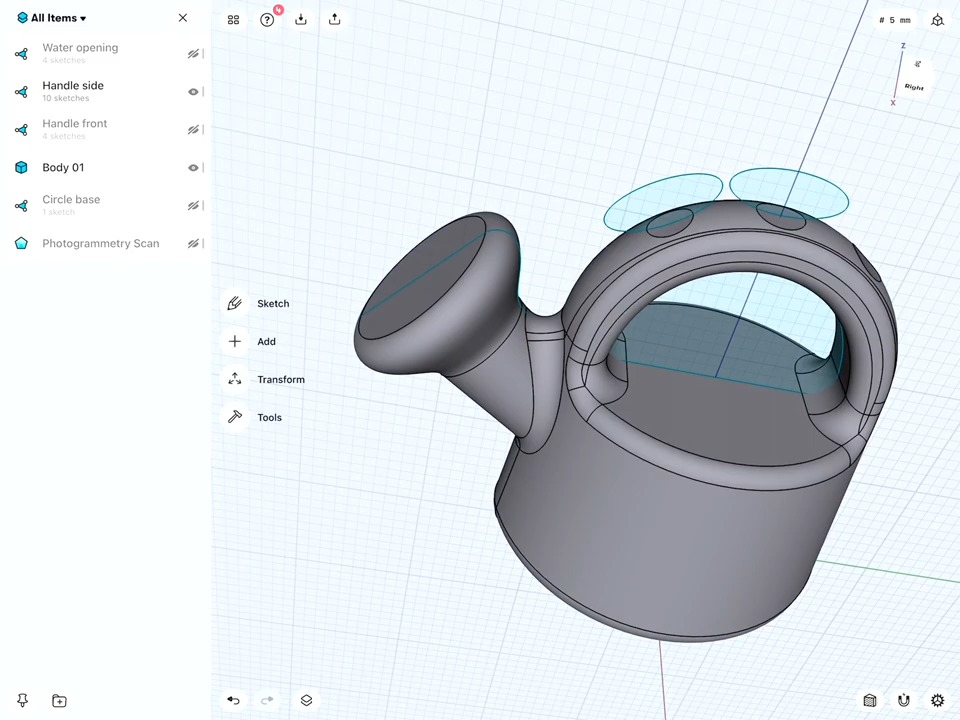 All Items
4
# 5 mm
Water opening
4 sketches
Z
Handle side
10 sketches
Right
X
Handle front
4 sketches
Body 01
Circle base
1 sketch
Photogrammetry Scan
Sketch
Add
Transform
Tools